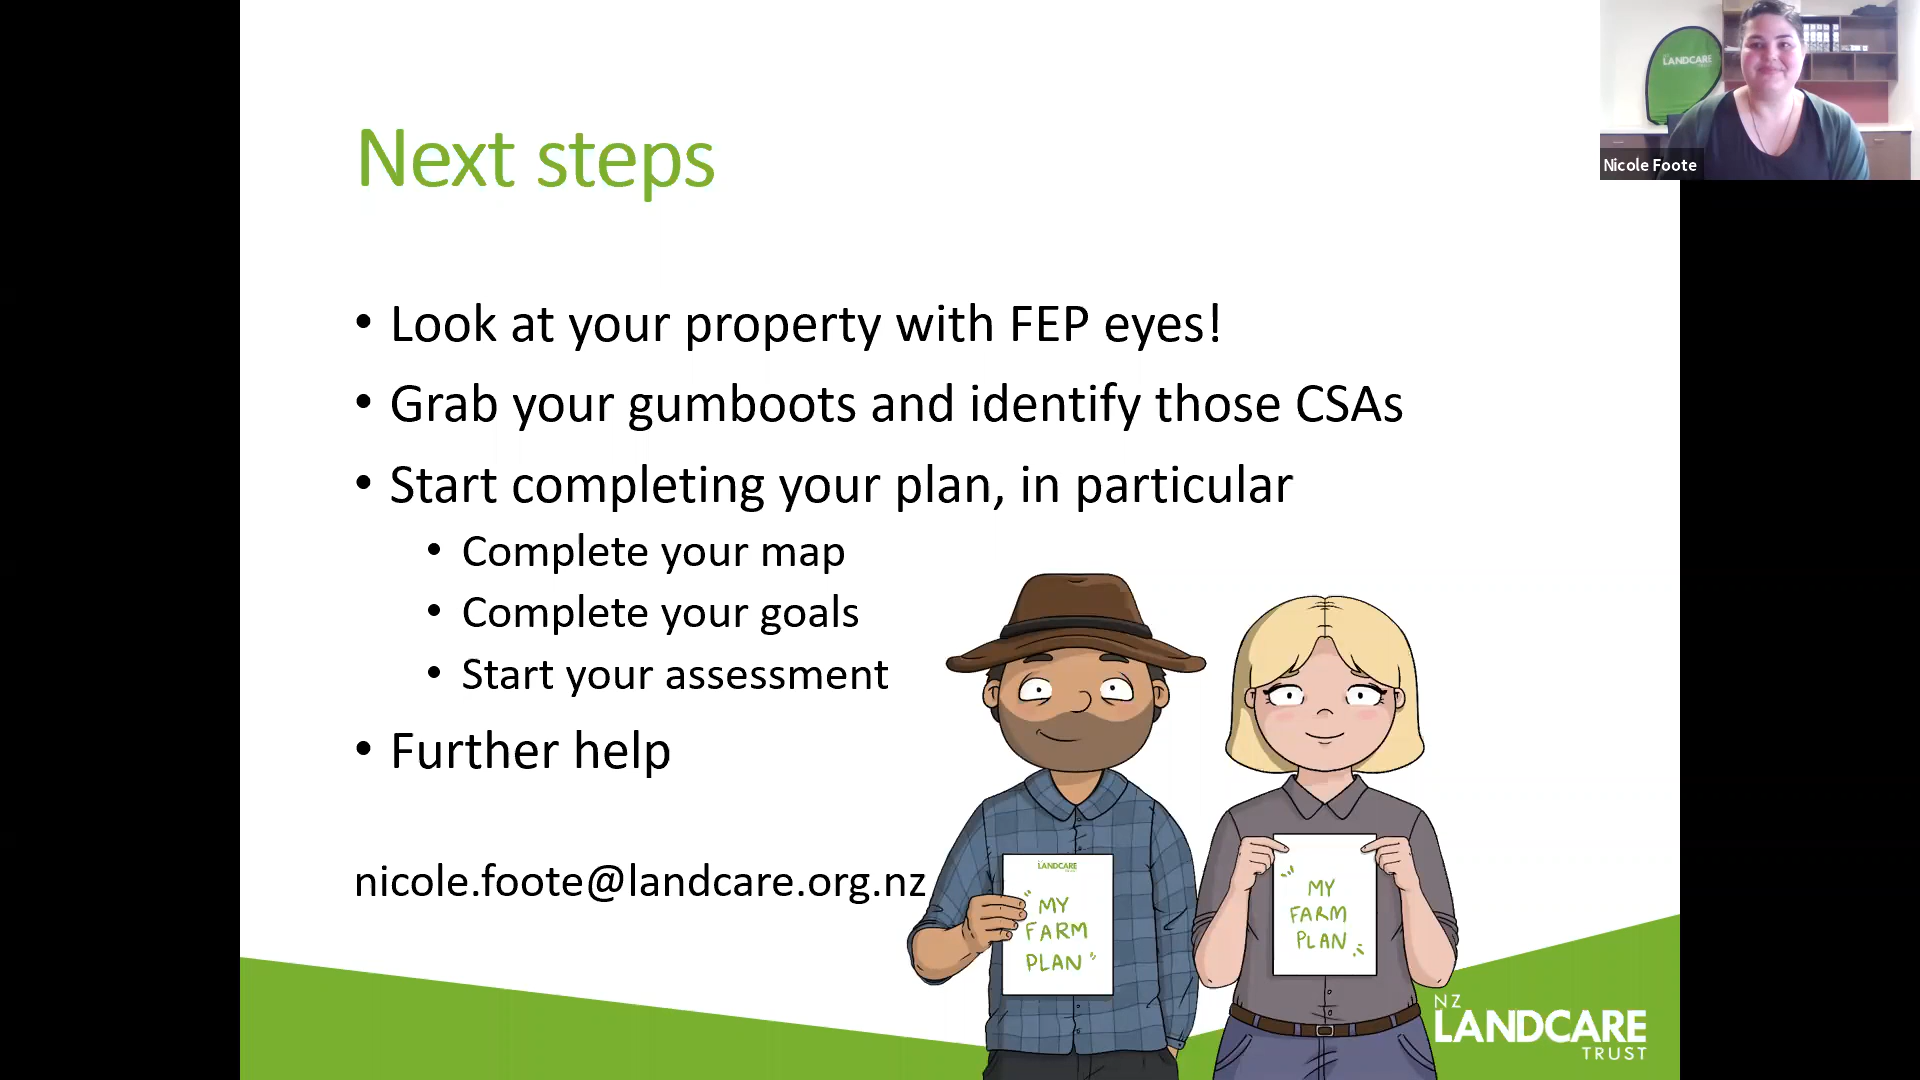 Next steps
• Look at your property with FEP eyes!
• Grab your gumboots and identify those CSAs
• Start completing your plan, in particular
• Complete your map
• Complete your goals
• Start your assessment
• Further help
nicole.foote@landcare.org.nz
LANDCARE
"MY
FARM
PLAN"
"MY
FARM
PLAN"
NZ
LANDCARE
TRUST
LANDCARE
Nicole Foote